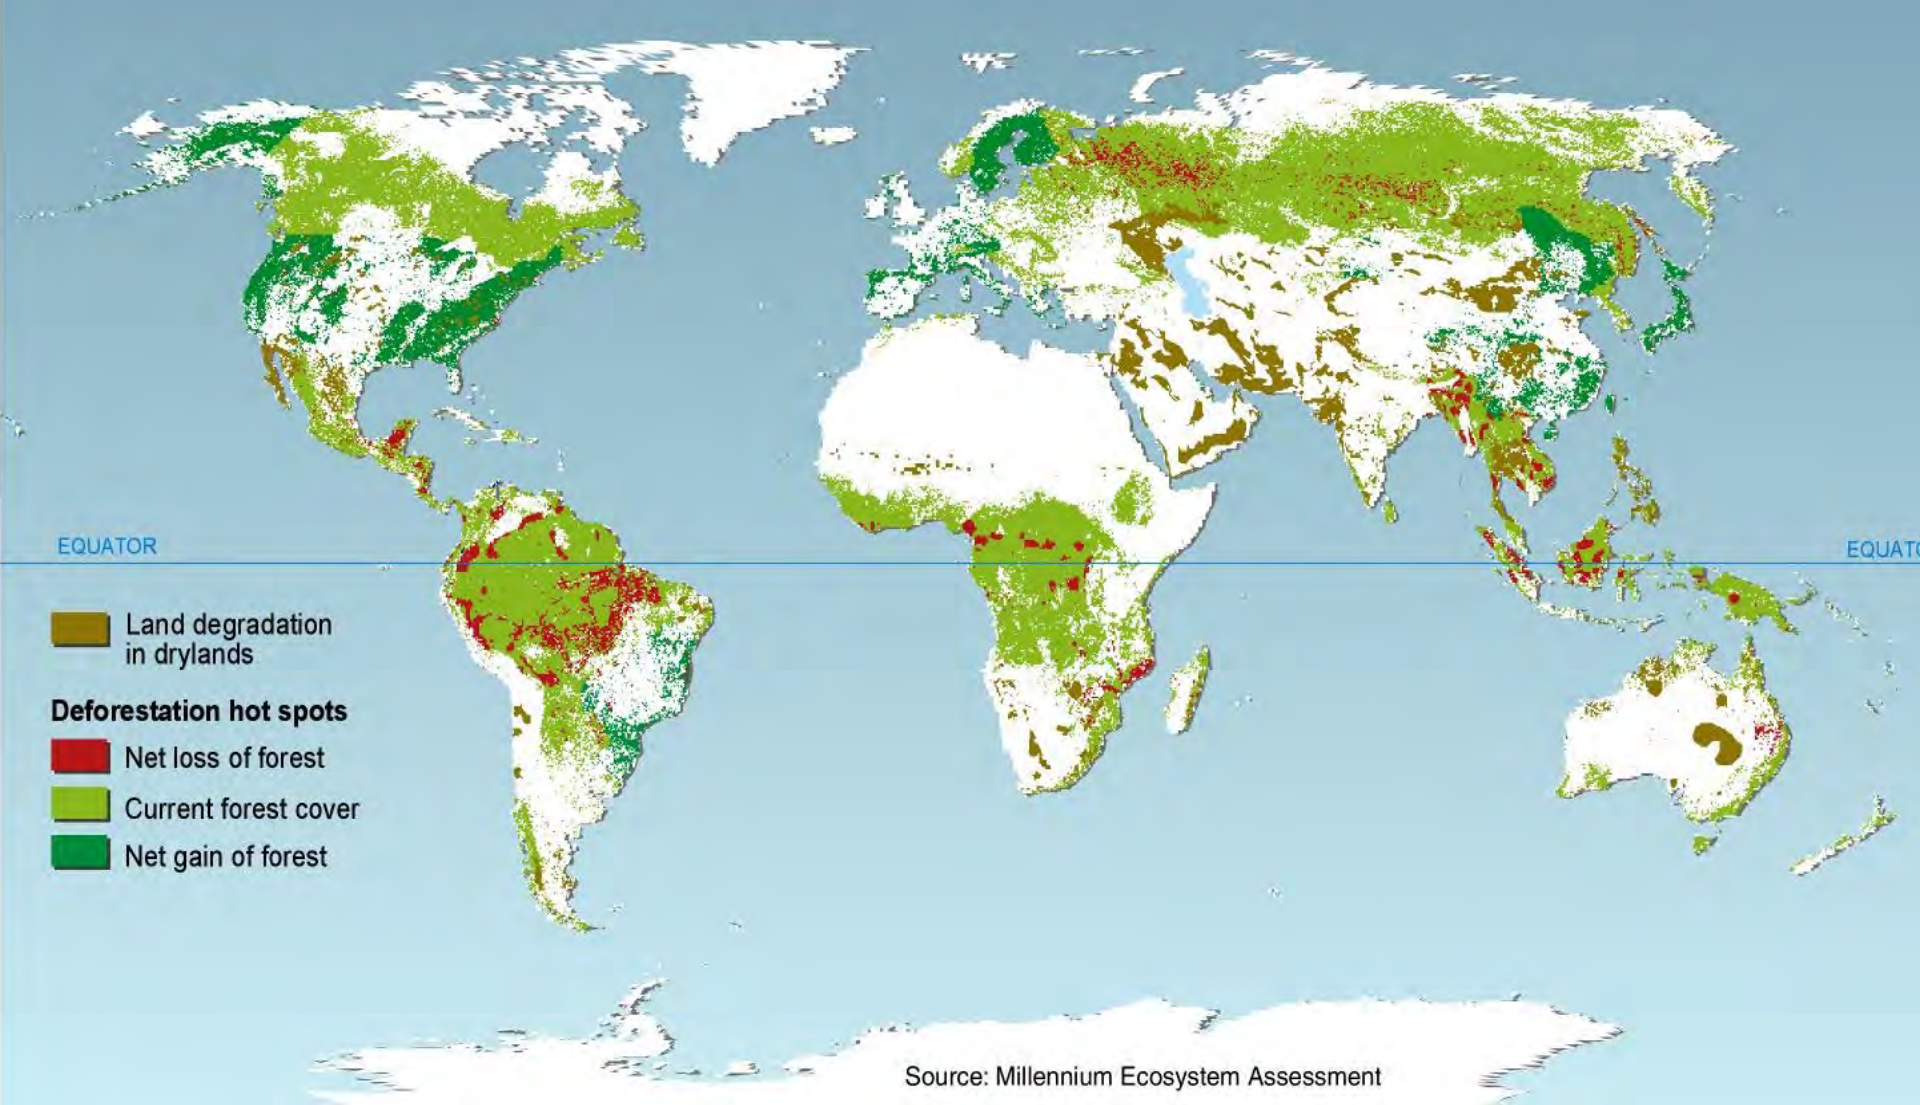 EQUATOR
EQUATO
Land degradation
in drylands
Deforestation hot spots
Net loss of forest
Current forest cover
Net gain of forest
Source: Millennium Ecosystem Assessment